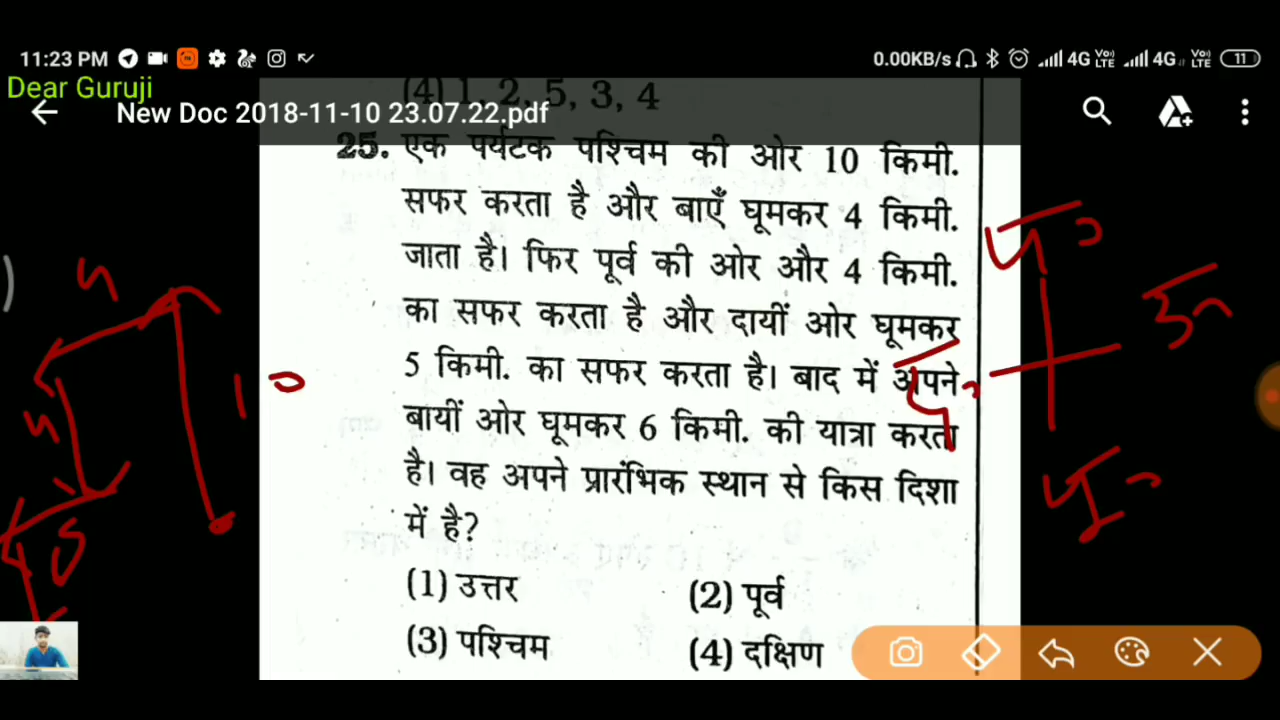 11:23 PM
0.00KB/s 4G VoLTE 4G VoLTE 11
Dear Guruji
(4) 1, 2, 5, 3, 4
New Doc 2018-11-10 23.07.22.pdf
25. एक पर्यटक पश्चिम की ओर 10 किमी.
सफर करता है और बाएँ घूमकर 4 किमी.
जाता है। फिर पूर्व की ओर और 4 किमी.
का सफर करता है और दायीं ओर घूमकर
5 किमी. का सफर करता है। बाद में अपने
बायीं ओर घूमकर 6 किमी. की यात्रा करता
है। वह अपने प्रारंभिक स्थान से किस दिशा
में है?
(1) उत्तर (2) पूर्व
(3) पश्चिम (4) दक्षिण
10